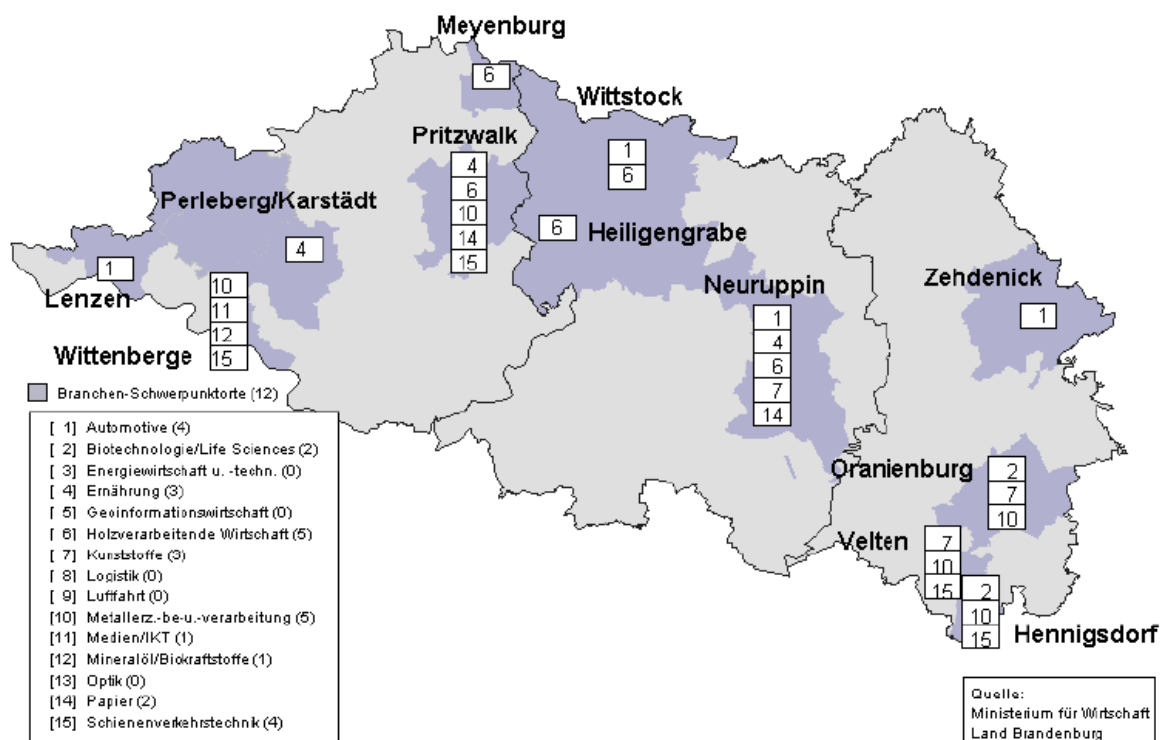 Meyenburg
6
Wittstock
1
6
Pritzwalk
4
6
10
14
15
Perleberg/Karstädt
4
6
Heiligengrabe
1
Lenzen
10
11
12
15
Wittenberge
Neuruppin
1
4
6
7
14
Zehdenick
1
Oranienburg
2
7
10
Velten
7
10
15
2
10
15
Hennigsdorf
Branchen-Schwerpunktorte (12)
[ 1] Automotive (4)
[ 2] Biotechnologie/Life Sciences (2)
[ 3] Energiewirtschaft u. -techn. (0)
[ 4] Ernährung (3)
[ 5] Geoinformationswirtschaft (0)
[ 6] Holzverarbeitende Wirtschaft (5)
[ 7] Kunststoffe (3)
[ 8] Logistik (0)
[ 9] Luftfahrt (0)
[10] Metallerz.-be-u.-verarbeitung (5)
[11] Medien/IKT (1)
[12] Mineralöl/Biokraftstoffe (1)
[13] Optik (0)
[14] Papier (2)
[15] Schienenverkehrstechnik (4)
Quelle:
Ministerium für Wirtschaft
Land Brandenburg